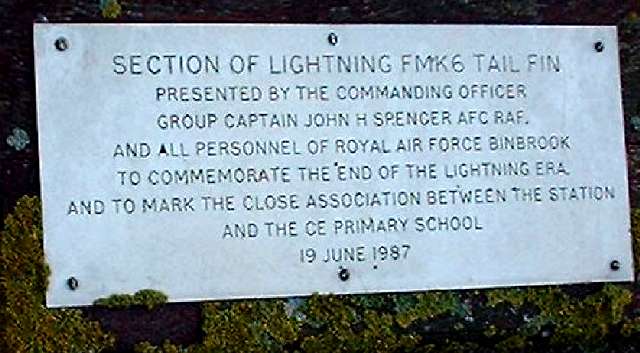 SECTION OF LIGHTNING FMK6 TAIL FIN
PRESENTED BY THE COMMANDING OFFICER
GROUP CAPTAIN JOHN H SPENCER AFC RAF.
AND ALL PERSONNEL OF ROYAL AIR FORCE BINBROOK
TO COMMEMORATE THE END OF THE LIGHTNING ERA.
AND TO MARK THE CLOSE ASSOCIATION BETWEEN THE STATION
AND THE CE PRIMARY SCHOOL
19 JUNE 1987